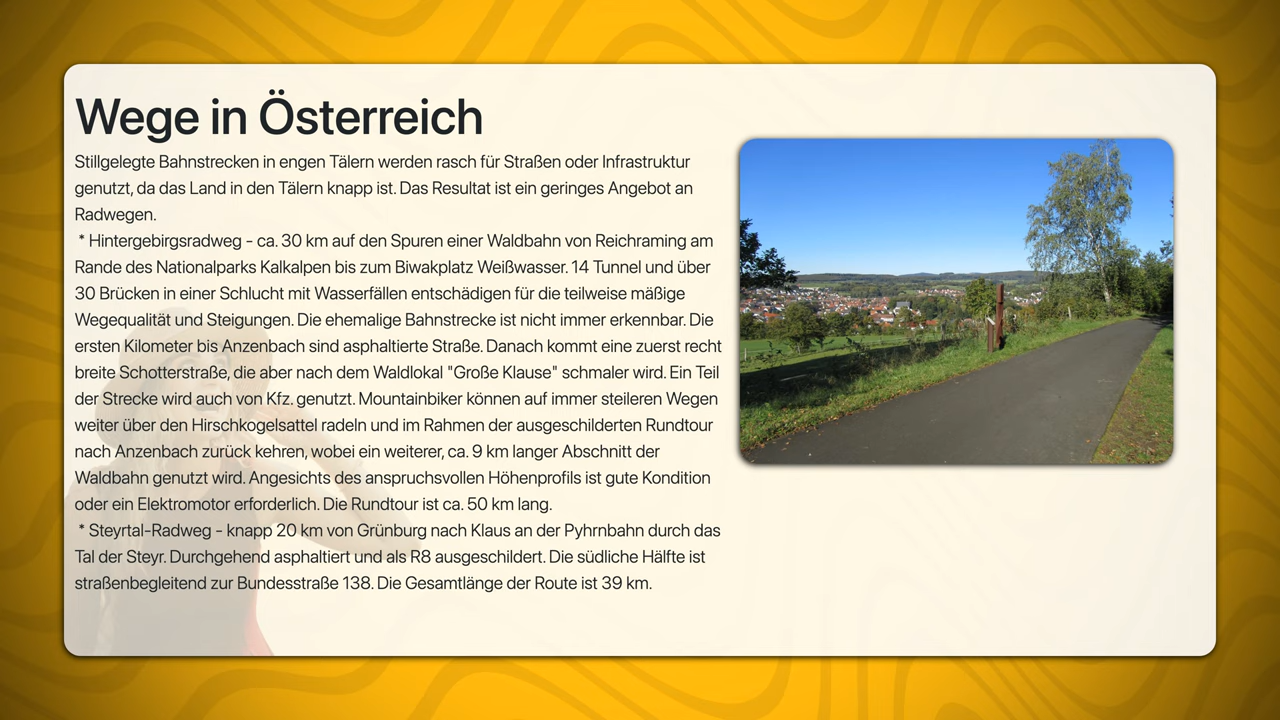 Wege in Österreich
Stillgelegte Bahnstrecken in engen Tälern werden rasch für Straßen oder Infrastruktur
genutzt, da das Land in den Tälern knapp ist. Das Resultat ist ein geringes Angebot an
Radwegen.
* Hintergebirgsradweg - ca. 30 km auf den Spuren einer Waldbahn von Reichraming am
Rande des Nationalparks Kalkalpen bis zum Biwakplatz Weißwasser. 14 Tunnel und über
30 Brücken in einer Schlucht mit Wasserfällen entschädigen für die teilweise mäßige
Wegequalität und Steigungen. Die ehemalige Bahnstrecke ist nicht immer erkennbar. Die
ersten Kilometer bis Anzenbach sind asphaltierte Straße. Danach kommt eine zuerst recht
breite Schotterstraße, die aber nach dem Waldlokal "Große Klause" schmaler wird. Ein Teil
der Strecke wird auch von Kfz. genutzt. Mountainbiker können auf immer steileren Wegen
weiter über den Hirschkogelsattel radeln und im Rahmen der ausgeschilderten Rundtour
nach Anzenbach zurück kehren, wobei ein weiterer, ca. 9 km langer Abschnitt der
Waldbahn genutzt wird. Angesichts des anspruchsvollen Höhenprofils ist gute Kondition
oder ein Elektromotor erforderlich. Die Rundtour ist ca. 50 km lang.
* Steyrtal-Radweg - knapp 20 km von Grünburg nach Klaus an der Pyhrnbahn durch das
Tal der Steyr. Durchgehend asphaltiert und als R8 ausgeschildert. Die südliche Hälfte ist
straßenbegleitend zur Bundesstraße 138. Die Gesamtlänge der Route ist 39 km.